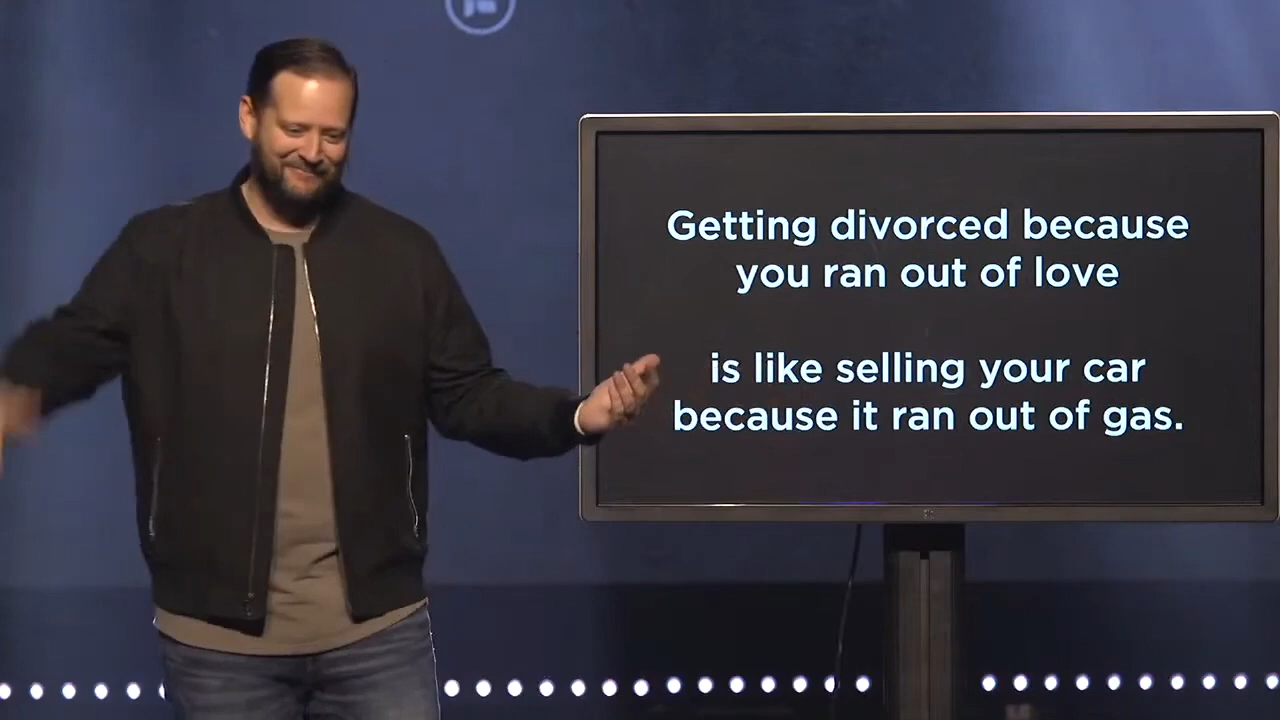 Getting divorced because
you ran out of love
is like selling your car
because it ran out of gas.